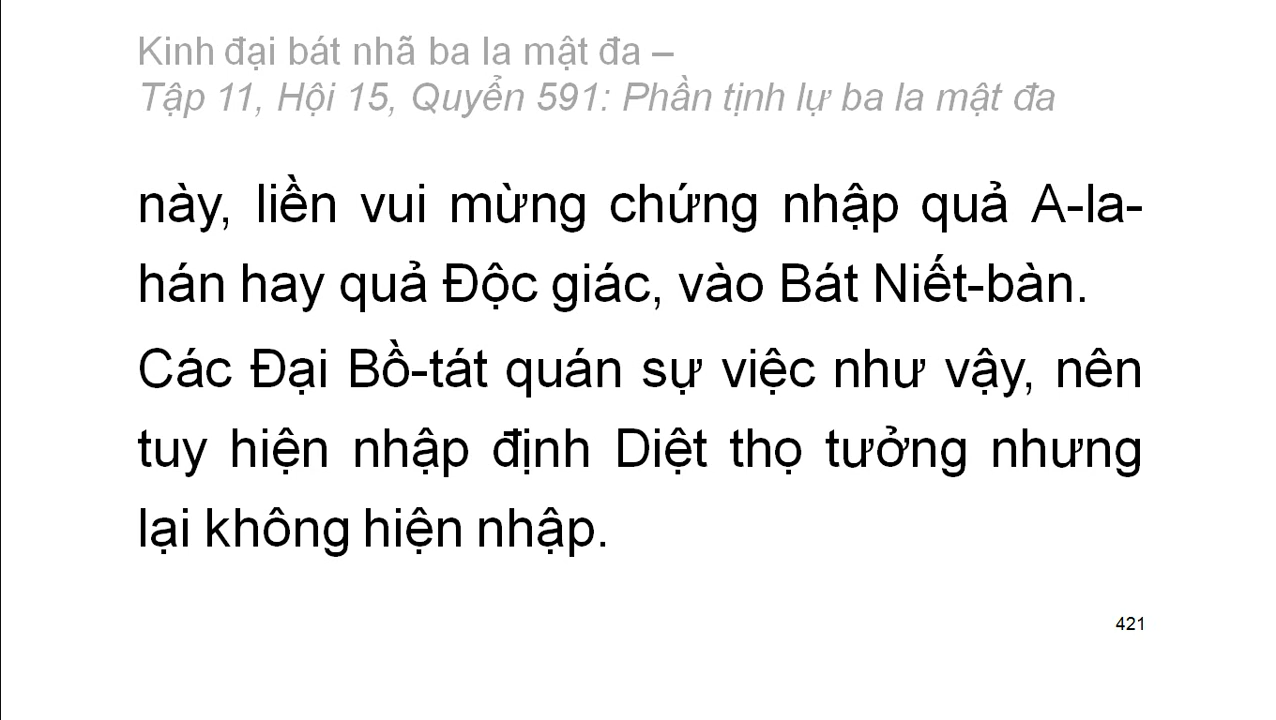 Kinh đại bát nhã ba la mật đa –
Tập 11, Hội 15, Quyển 591: Phần tịnh lự ba la mật đa
này, liền vui mừng chứng nhập quả A-la-
hán hay quả Độc giác, vào Bát Niết-bàn.
Các Đại Bồ-tát quán sự việc như vậy, nên
tuy hiện nhập định Diệt thọ tưởng nhưng
lại không hiện nhập.
421